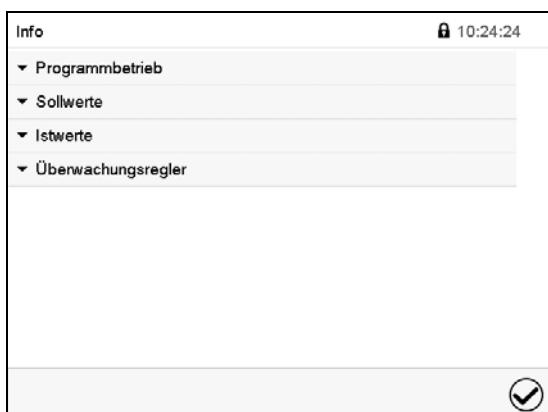 Info 10:24:24
Programmbetrieb
Sollwerte
Istwerte
Überwachungsregler